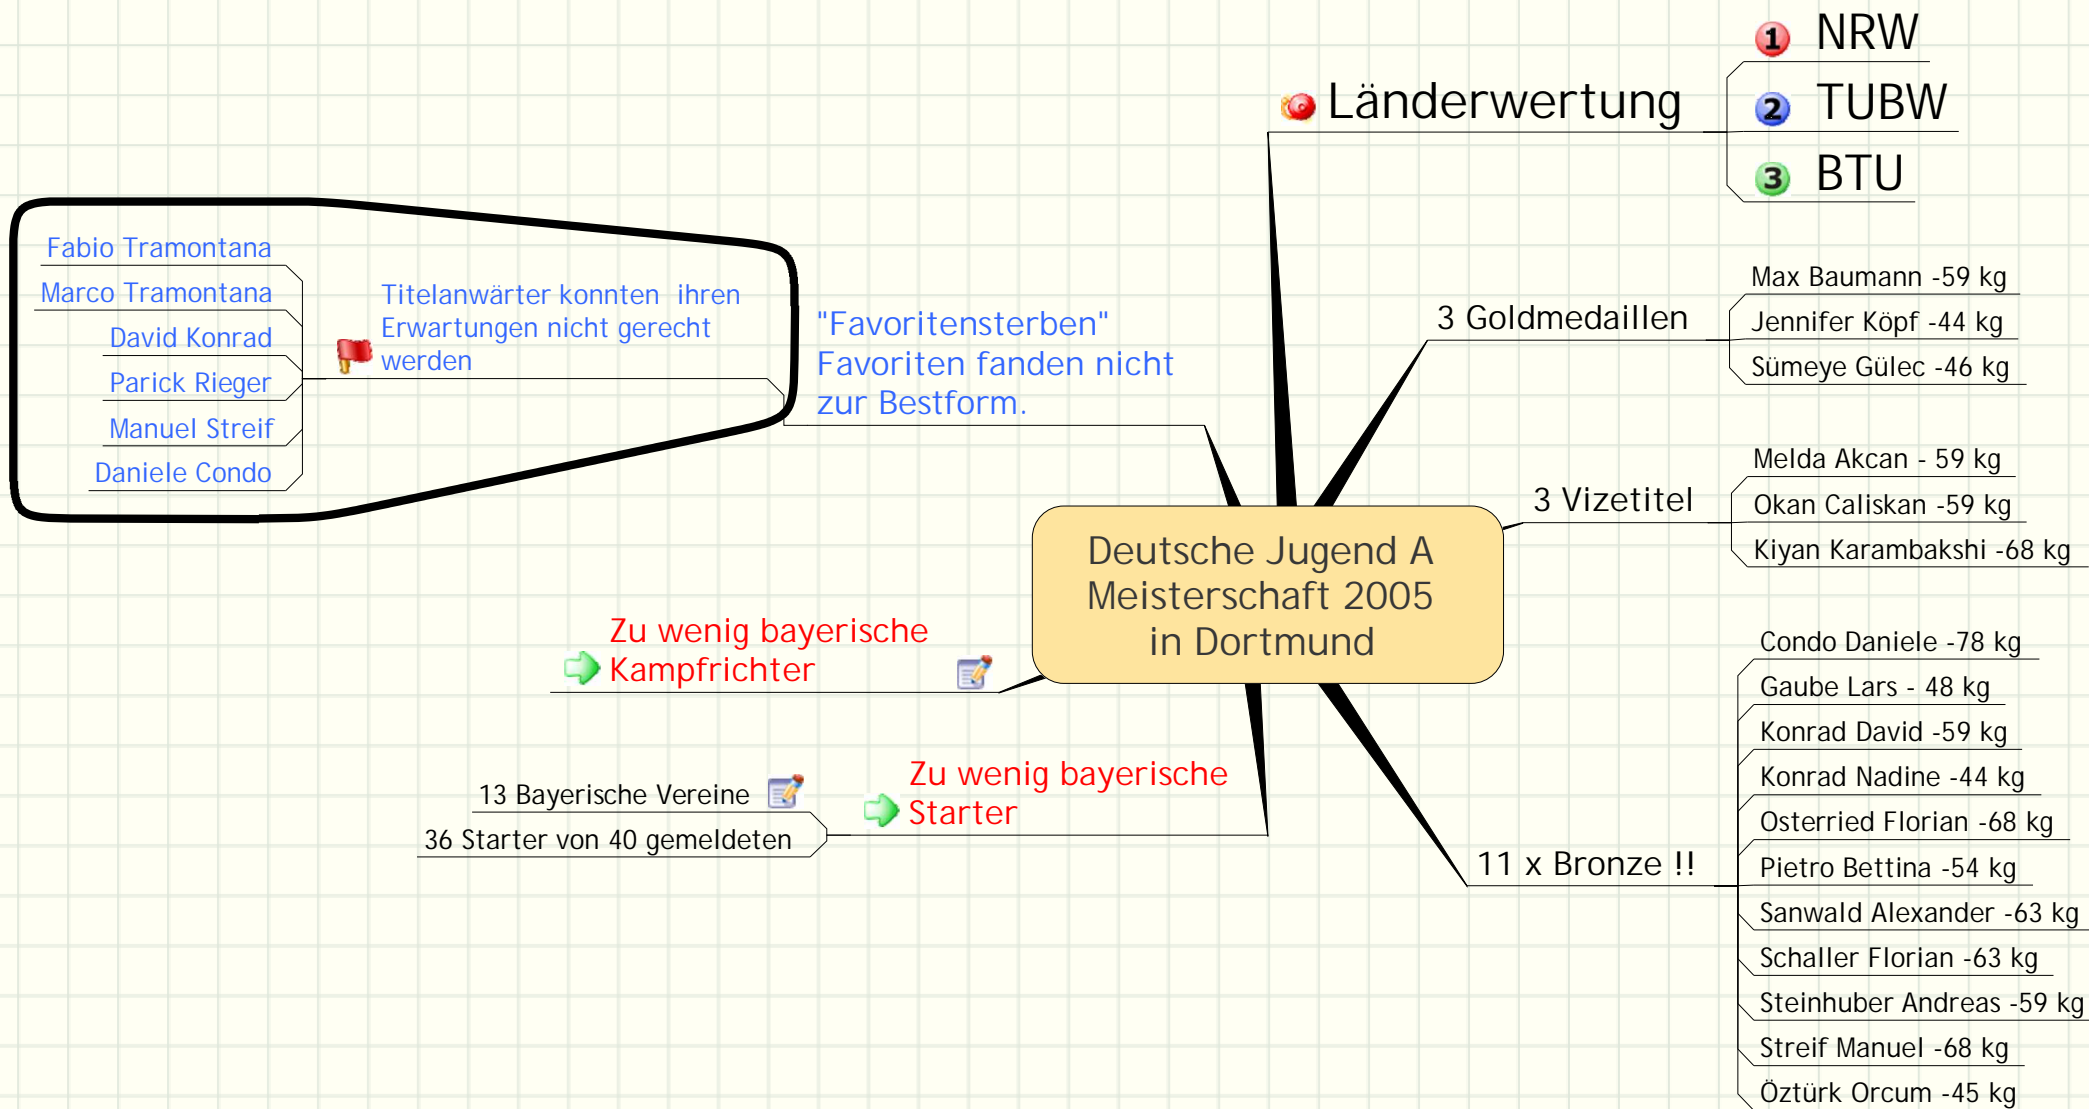 Deutsche Jugend A
Meisterschaft 2005
in Dortmund
Länderwertung
1 NRW
2 TUBW
3 BTU
3 Goldmedaillen
Max Baumann -59 kg
Jennifer Köpf -44 kg
Sümeye Gülec -46 kg
3 Vizetitel
Melda Akcan - 59 kg
Okan Caliskan -59 kg
Kiyan Karambakshi -68 kg
11 x Bronze !!
Condo Daniele -78 kg
Gaube Lars - 48 kg
Konrad David -59 kg
Konrad Nadine -44 kg
Osterried Florian -68 kg
Pietro Bettina -54 kg
Sanwald Alexander -63 kg
Schaller Florian -63 kg
Steinhuber Andreas -59 kg
Streif Manuel -68 kg
Öztürk Orcum -45 kg
Zu wenig bayerische
Starter
13 Bayerische Vereine
36 Starter von 40 gemeldeten
Zu wenig bayerische
Kampfrichter
"Favoritensterben"
Favoriten fanden nicht
zur Bestform.
Titelanwärter konnten  ihren
Erwartungen nicht gerecht
werden
Fabio Tramontana
Marco Tramontana
David Konrad
Parick Rieger
Manuel Streif
Daniele Condo